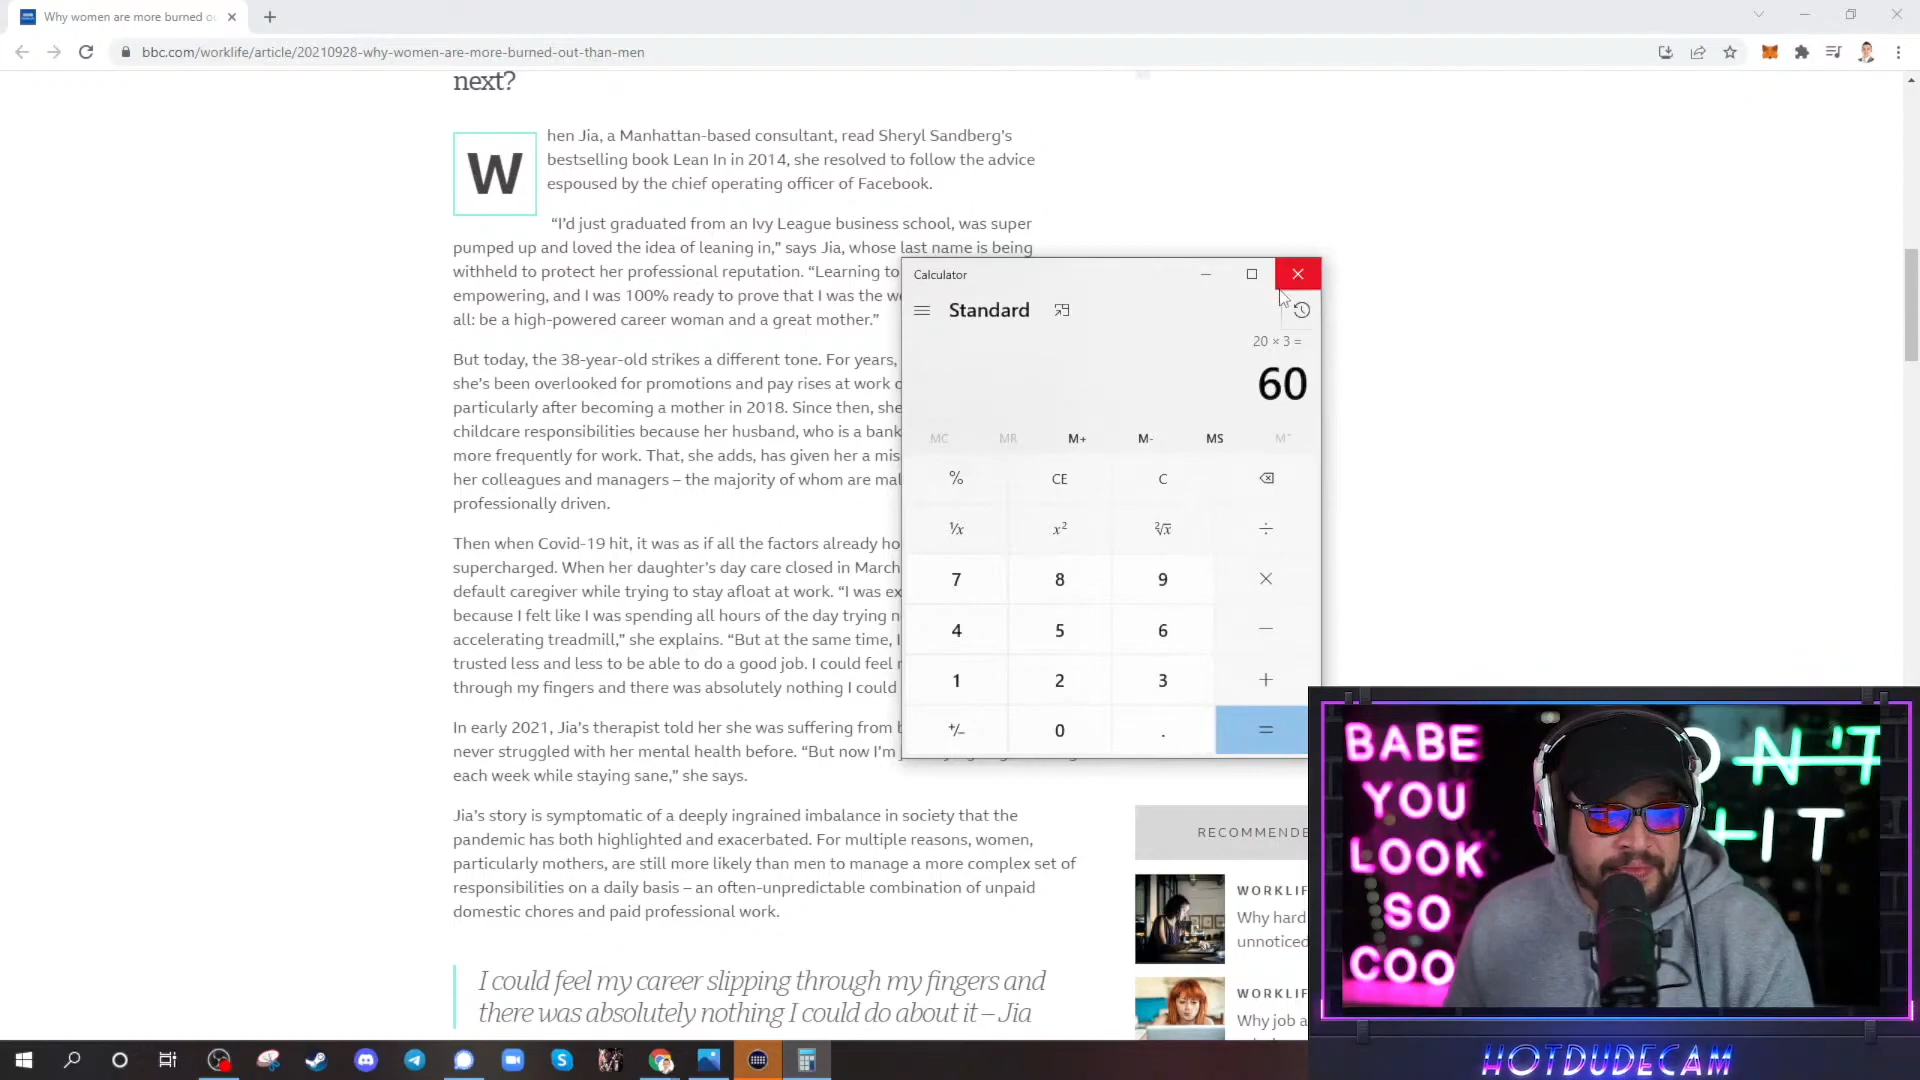 Why women are more burned ou
bbc.com/worklife/article/20210928-why-women-are-more-burned-out-than-men
next?
W
hen Jia, a Manhattan-based consultant, read Sheryl Sandberg's
bestselling book Lean In in 2014, she resolved to follow the advice
espoused by the chief operating officer of Facebook.
“I'd just graduated from an Ivy League business school, was super
pumped up and loved the idea of leaning in,” says Jia, whose last name is being
withheld to protect her professional reputation. “Learning to
empowering, and I was 100% ready to prove that I was the
all: be a high-powered career woman and a great mother.”
But today, the 38-year-old strikes a different tone. For years,
she's been overlooked for promotions and pay rises at work
particularly after becoming a mother in 2018. Since then,
childcare responsibilities because her husband, who is a
more frequently for work. That, she adds, has given her a
her colleagues and managers – the majority of whom are
professionally driven.
Then when Covid-19 hit, it was as if all the factors already
supercharged. When her daughter's day care closed in March
default caregiver while trying to stay afloat at work. “I was
because I felt like I was spending all hours of the day trying
accelerating treadmill,” she explains. “But at the same time, I
trusted less and less to be able to do a good job. I could feel
through my fingers and there was absolutely nothing I could
In early 2021, Jia's therapist told her she was suffering from
never struggled with her mental health before. “But now I'm
each week while staying sane,” she says.
Jia's story is symptomatic of a deeply ingrained imbalance in society that the
pandemic has both highlighted and exacerbated. For multiple reasons, women,
particularly mothers, are still more likely than men to manage a more complex set of
responsibilities on a daily basis – an often-unpredictable combination of unpaid
domestic chores and paid professional work.
I could feel my career slipping through my fingers and
there was absolutely nothing I could do about it – Jia
Calculator
Standard
20 × 3 =
60
MC MR M+ M- MS
% CE C
¹/x x² ²√x ÷
7 8 9 ×
4 5 6 −
1 2 3 +
+/− 0 . =
RECOMMENDE
WORKLIF
Why hard
unnoticed
WORKLIF
Why job a
BABE
YOU
LOOK
SO
COO
HOTDUDECAM